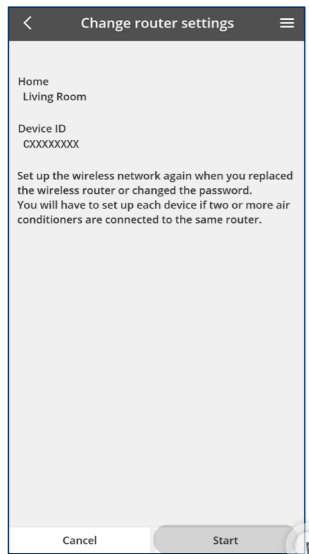 Change router settings
Home
Living Room
Device ID
CXXXXXXXX
Set up the wireless network again when you replaced
the wireless router or changed the password.
You will have to set up each device if two or more air
conditioners are connected to the same router.
Cancel
Start